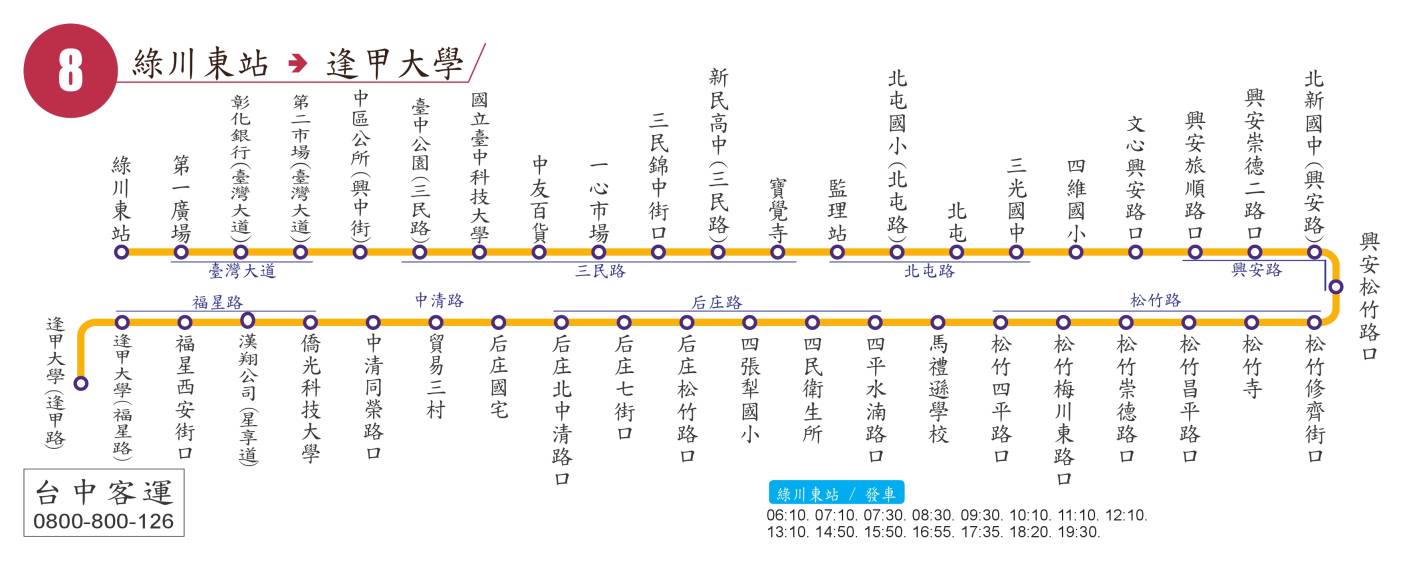 8
綠川東站 → 逢甲大學
綠川東站
第一廣場
彰化銀行(臺灣大道)
第二市場(臺灣大道)
中區公所(興中街)
臺中公園(三民路)
國立臺中科技大學
中友百貨
一心市場
三民錦中街口
新民高中(三民路)
寶覺寺
監理站
北屯國小(北屯路)
北屯
三光國中
四維國小
文心興安路口
興安旅順路口
興安崇德二路口
北新國中(興安路)
興安松竹路口
臺灣大道
三民路
北屯路
興安路
福星路
中清路
后庄路
松竹路
逢甲大學(逢甲路)
逢甲大學(福星路)
福星西安街口
漢翔公司(星享道)
僑光科技大學
中清同榮路口
貿易三村
后庄國宅
后庄北中清路口
后庄七街口
后庄松竹路口
四張犁國小
四民衛生所
四平水湳路口
馬禮遜學校
松竹四平路口
松竹梅川東路口
松竹崇德路口
松竹昌平路口
松竹寺
松竹修齊街口
台中客運
0800-800-126
綠川東站 / 發車
06:10. 07:10. 07:30. 08:30. 09:30. 10:10. 11:10. 12:10.
13:10. 14:50. 15:50. 16:55. 17:35. 18:20. 19:30.